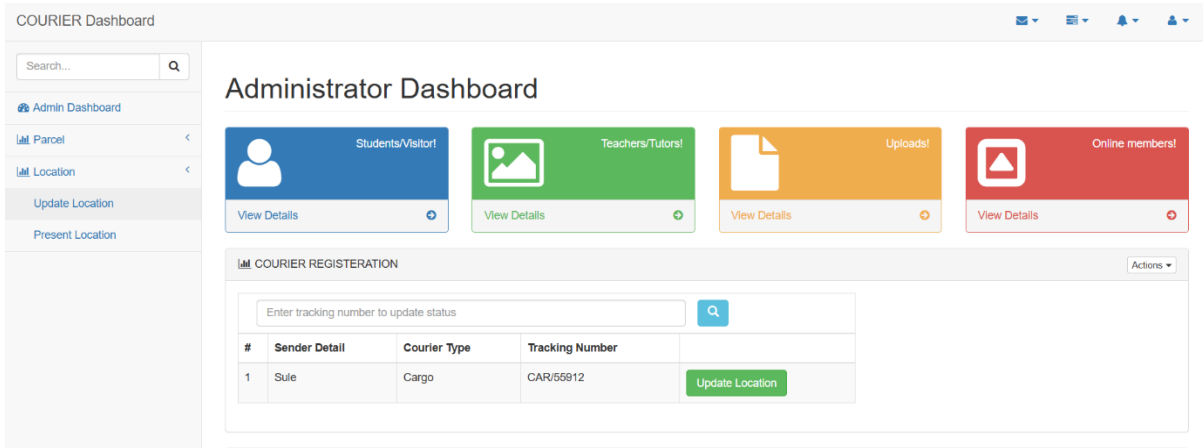 COURIER Dashboard
Search...
Admin Dashboard
Parcel
Location
Update Location
Present Location
Administrator Dashboard
Students/Visitor!
View Details
Teachers/Tutors!
View Details
Uploads!
View Details
Online members!
View Details
COURIER REGISTERATION
Actions
Enter tracking number to update status
# Sender Detail Courier Type Tracking Number
1 Sule Cargo CAR/55912 Update Location